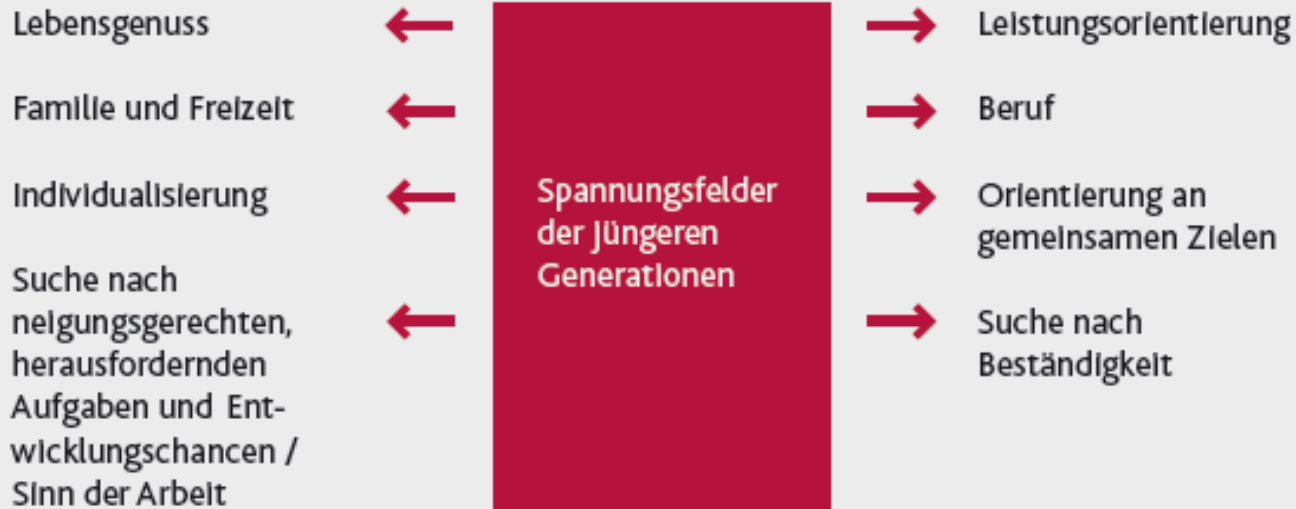 Lebensgenuss
Leistungsorientierung
Familie und Freizeit
Beruf
Individualisierung
Orientierung an
gemeinsamen Zielen
Spannungsfelder
der jüngeren
Generationen
Suche nach
neigungsgerechten,
herausfordernden
Aufgaben und Ent-
wicklungschancen /
Sinn der Arbeit
Suche nach
Beständigkeit